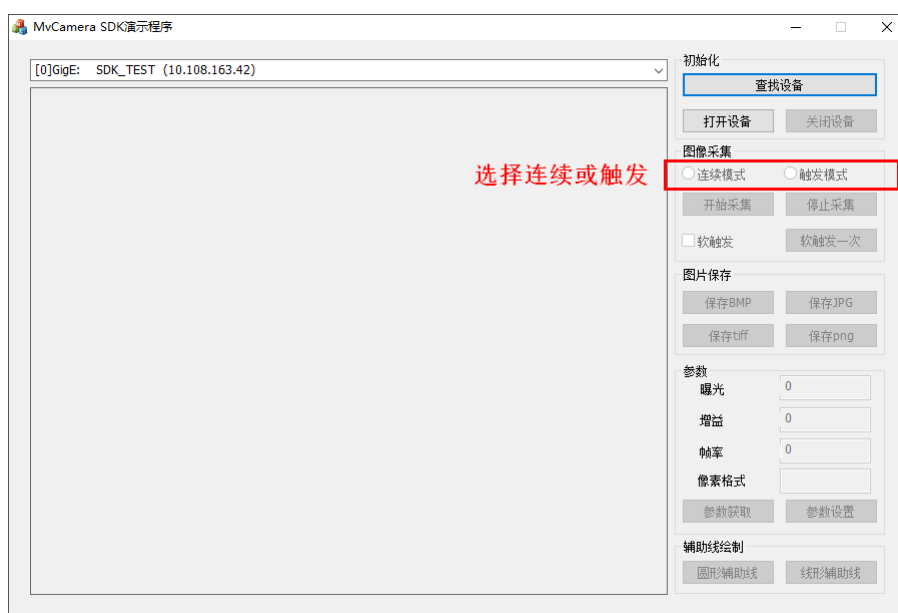 MvCamera SDK演示程序
[0]GigE: SDK_TEST (10.108.163.42)
初始化
查找设备
打开设备 关闭设备
图像采集
选择连续或触发
连续模式 触发模式
开始采集 停止采集
软触发 软触发一次
图片保存
保存BMP 保存JPG
保存tiff 保存png
参数
曝光 0
增益 0
帧率 0
像素格式
参数获取 参数设置
辅助线绘制
圆形辅助线 线形辅助线